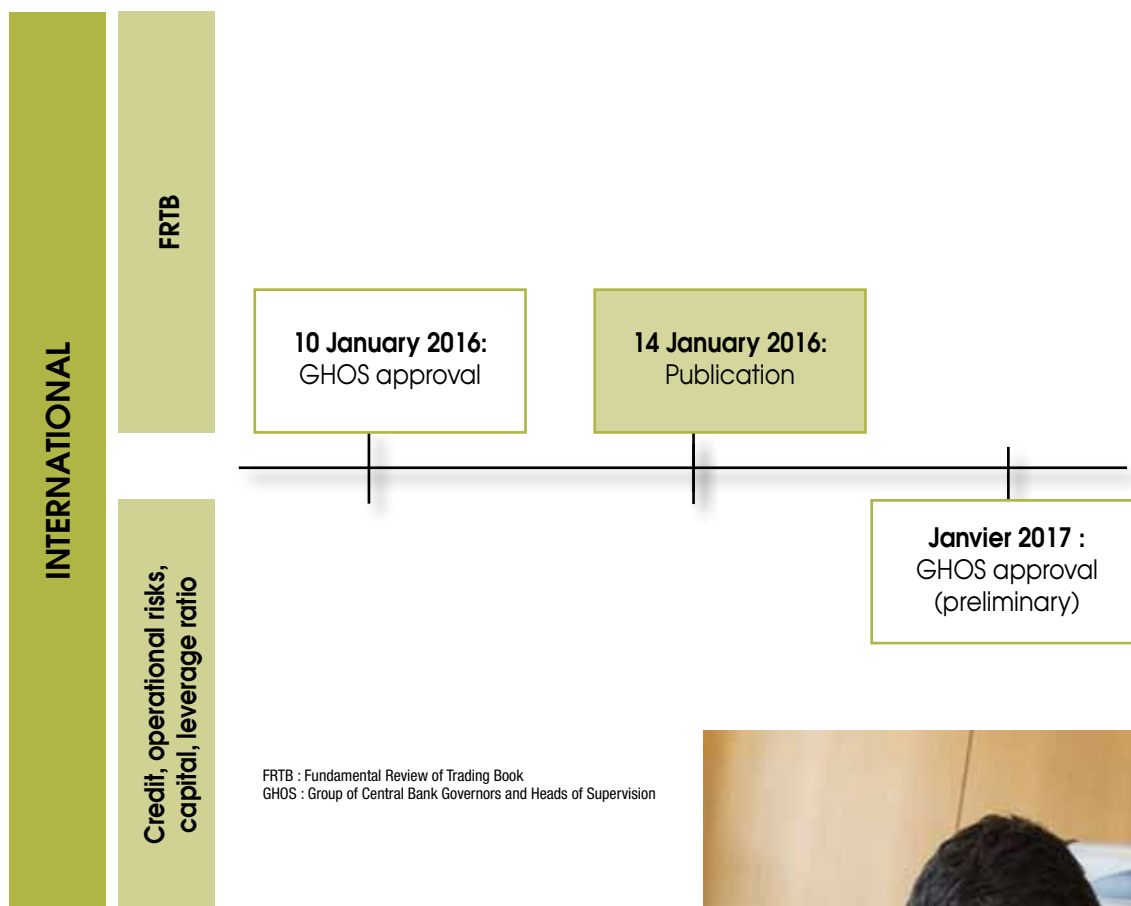 INTERNATIONAL
FRTB
10 January 2016:
GHOS approval
14 January 2016:
Publication
Janvier 2017 :
GHOS approval
(preliminary)
Credit, operational risks,
capital, leverage ratio
FRTB : Fundamental Review of Trading Book
GHOS : Group of Central Bank Governors and Heads of Supervision